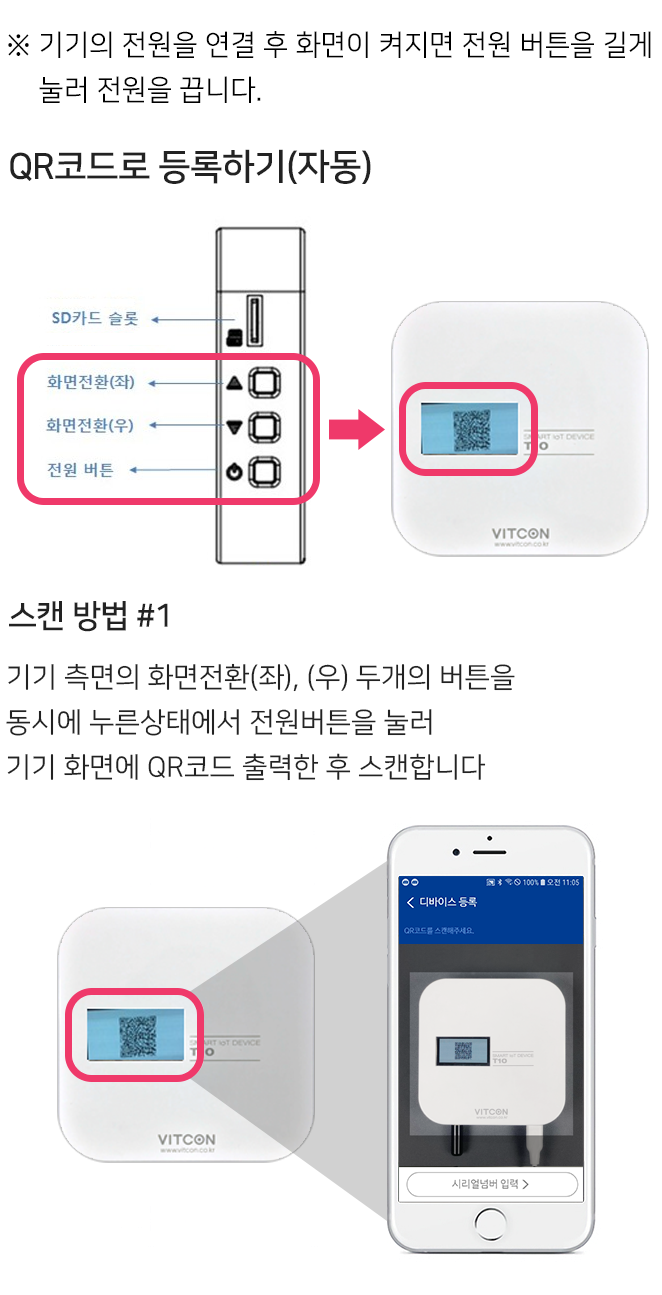 ※ 기기의 전원을 연결 후 화면이 켜지면 전원 버튼을 길게
눌러 전원을 끕니다.
QR코드로 등록하기(자동)
SD카드 슬롯
화면전환(좌)
화면전환(우)
전원 버튼
SMART IoT DEVICE
T10
VITCON
www.vitcon.co.kr
스캔 방법 #1
기기 측면의 화면전환(좌), (우) 두개의 버튼을
동시에 누른상태에서 전원버튼을 눌러
기기 화면에 QR코드 출력한 후 스캔합니다
SMART IoT DEVICE
T10
VITCON
www.vitcon.co.kr
100% 오전 11:05
디바이스 등록
QR코드를 스캔해주세요.
SMART IoT DEVICE
T10
VITCON
www.vitcon.co.kr
시리얼넘버 입력 >